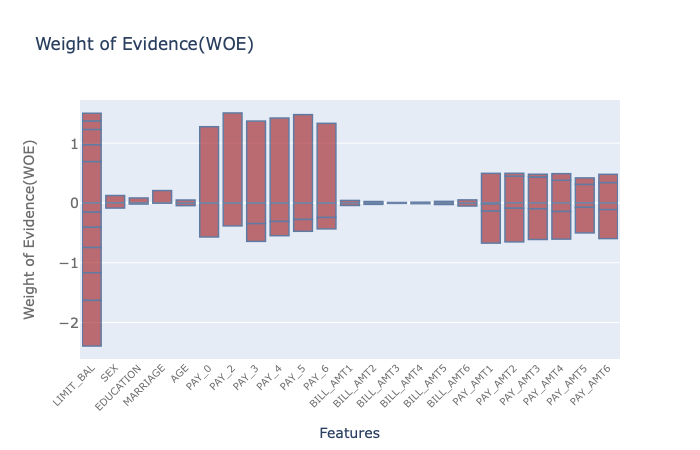 Weight of Evidence(WOE)
Weight of Evidence(WOE)
1
0
−1
−2
LIMIT_BAL
SEX
EDUCATION
MARRIAGE
AGE
PAY_0
PAY_2
PAY_3
PAY_4
PAY_5
PAY_6
BILL_AMT1
BILL_AMT2
BILL_AMT3
BILL_AMT4
BILL_AMT5
BILL_AMT6
PAY_AMT1
PAY_AMT2
PAY_AMT3
PAY_AMT4
PAY_AMT5
PAY_AMT6
Features